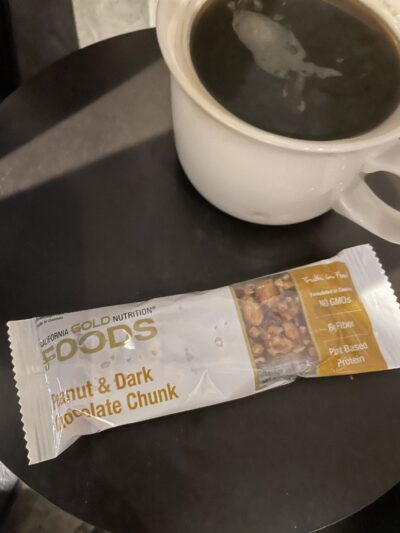 CALIFORNIA GOLD NUTRITION®
FOODS
Peanut & Dark
Chocolate Chunk
NO GMOs
Fiber
Plant Based
Protein